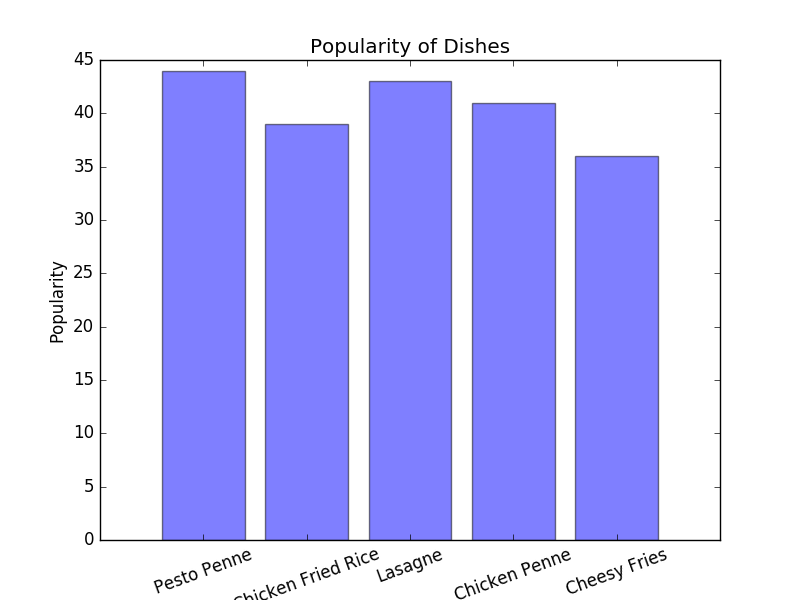 Popularity of Dishes
Popularity
45
40
35
30
25
20
15
10
5
0
Pesto Penne
Chicken Fried Rice
Lasagne
Chicken Penne
Cheesy Fries